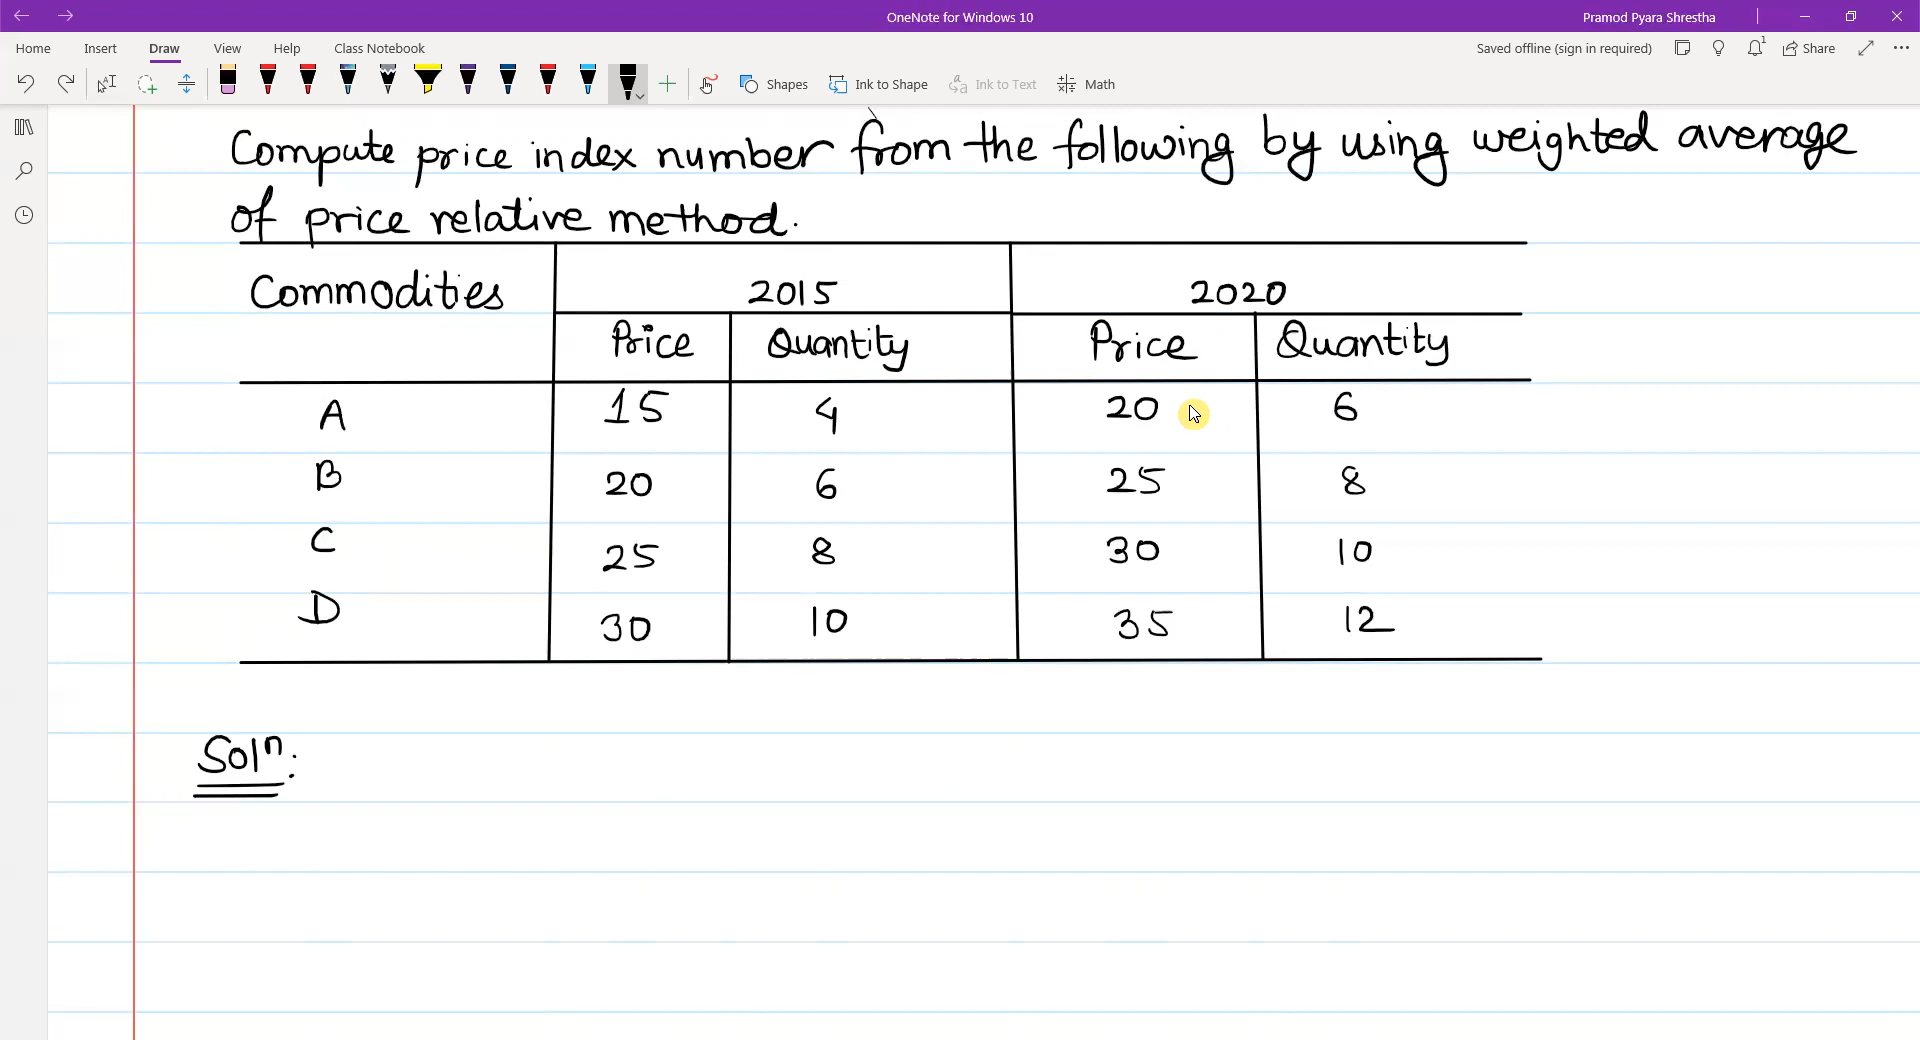 OneNote for Windows 10
Pramod Pyara Shrestha
Home Insert Draw View Help Class Notebook
Saved offline (sign in required) 1 Share
Shapes Ink to Shape Ink to Text Math
Compute price index number from the following by using weighted average
of price relative method.
Commodities 2015 2020
Price Quantity Price Quantity
A 15 4 20 6
B 20 6 25 8
C 25 8 30 10
D 30 10 35 12
Solⁿ: